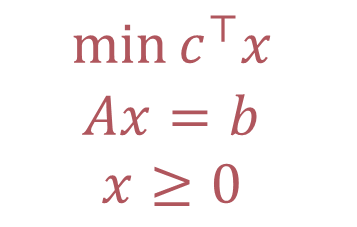 min c⊤x
Ax = b
x ≥ 0